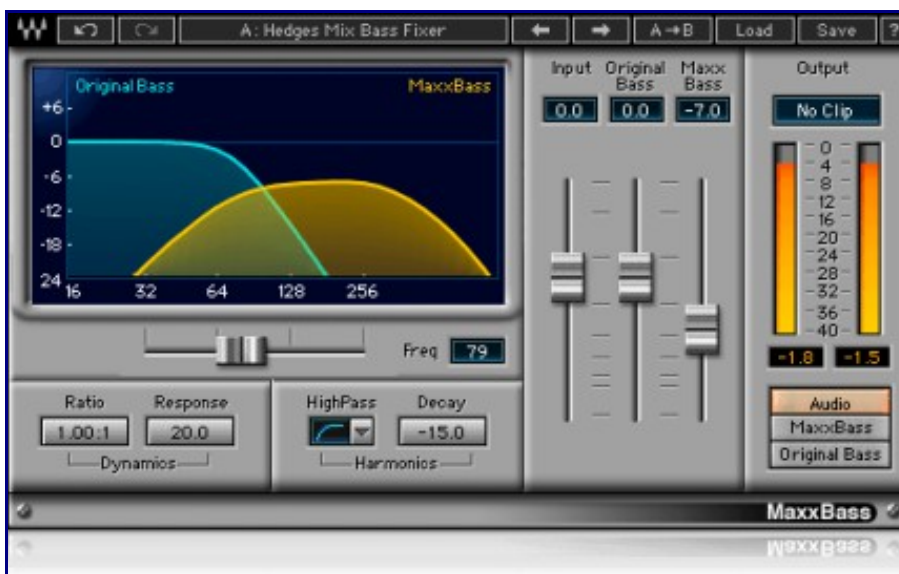 A: Hedges Mix Bass Fixer A→B Load Save ?
Original Bass MaxxBass
+6
0
-6
-12
-18
24
16 32 64 128 256
Freq 79
Ratio Response
1.00:1 20.0
Dynamics
HighPass Decay
-15.0
Harmonics
Input Original Bass Maxx Bass
0.0 0.0 -7.0
Output
No Clip
0
4
8
12
16
20
24
28
32
36
40
-1.8 -1.5
Audio
MaxxBass
Original Bass
MaxxBass